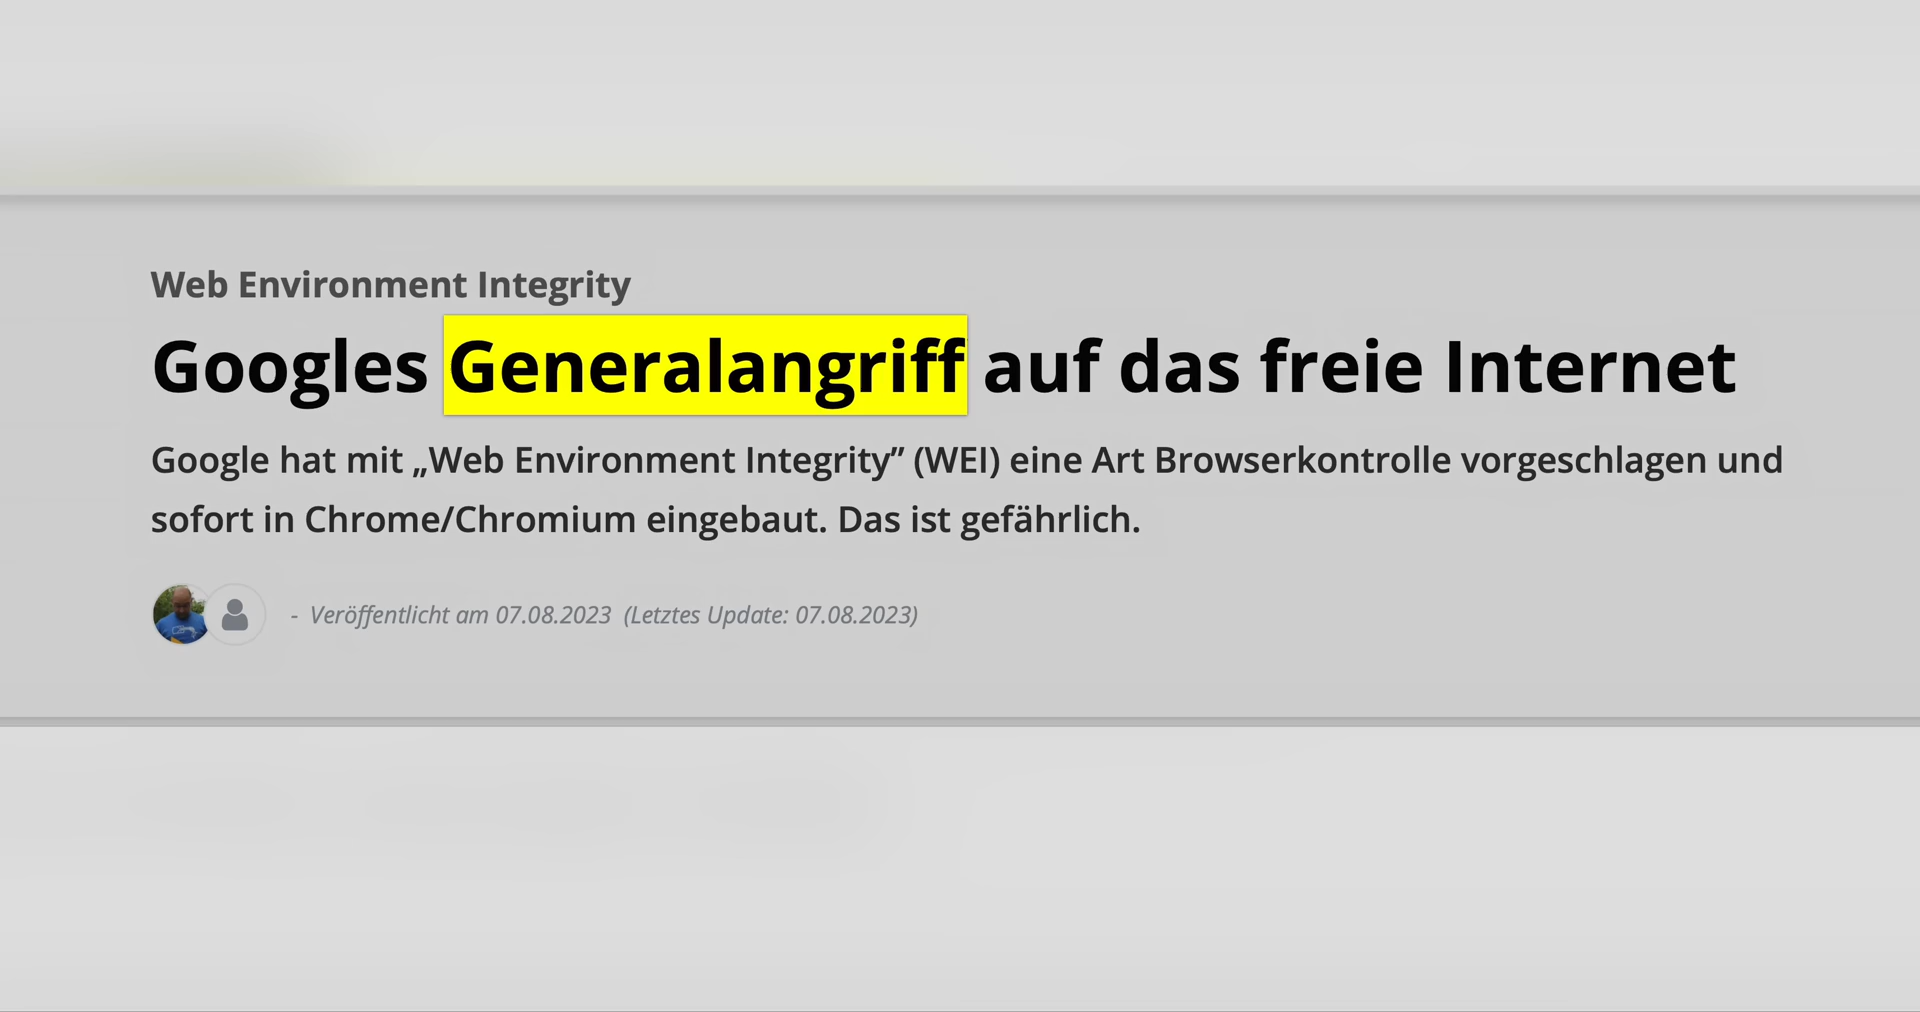 Web Environment Integrity
Googles Generalangriff auf das freie Internet
Google hat mit „Web Environment Integrity” (WEI) eine Art Browserkontrolle vorgeschlagen und
sofort in Chrome/Chromium eingebaut. Das ist gefährlich.
- Veröffentlicht am 07.08.2023 (Letztes Update: 07.08.2023)